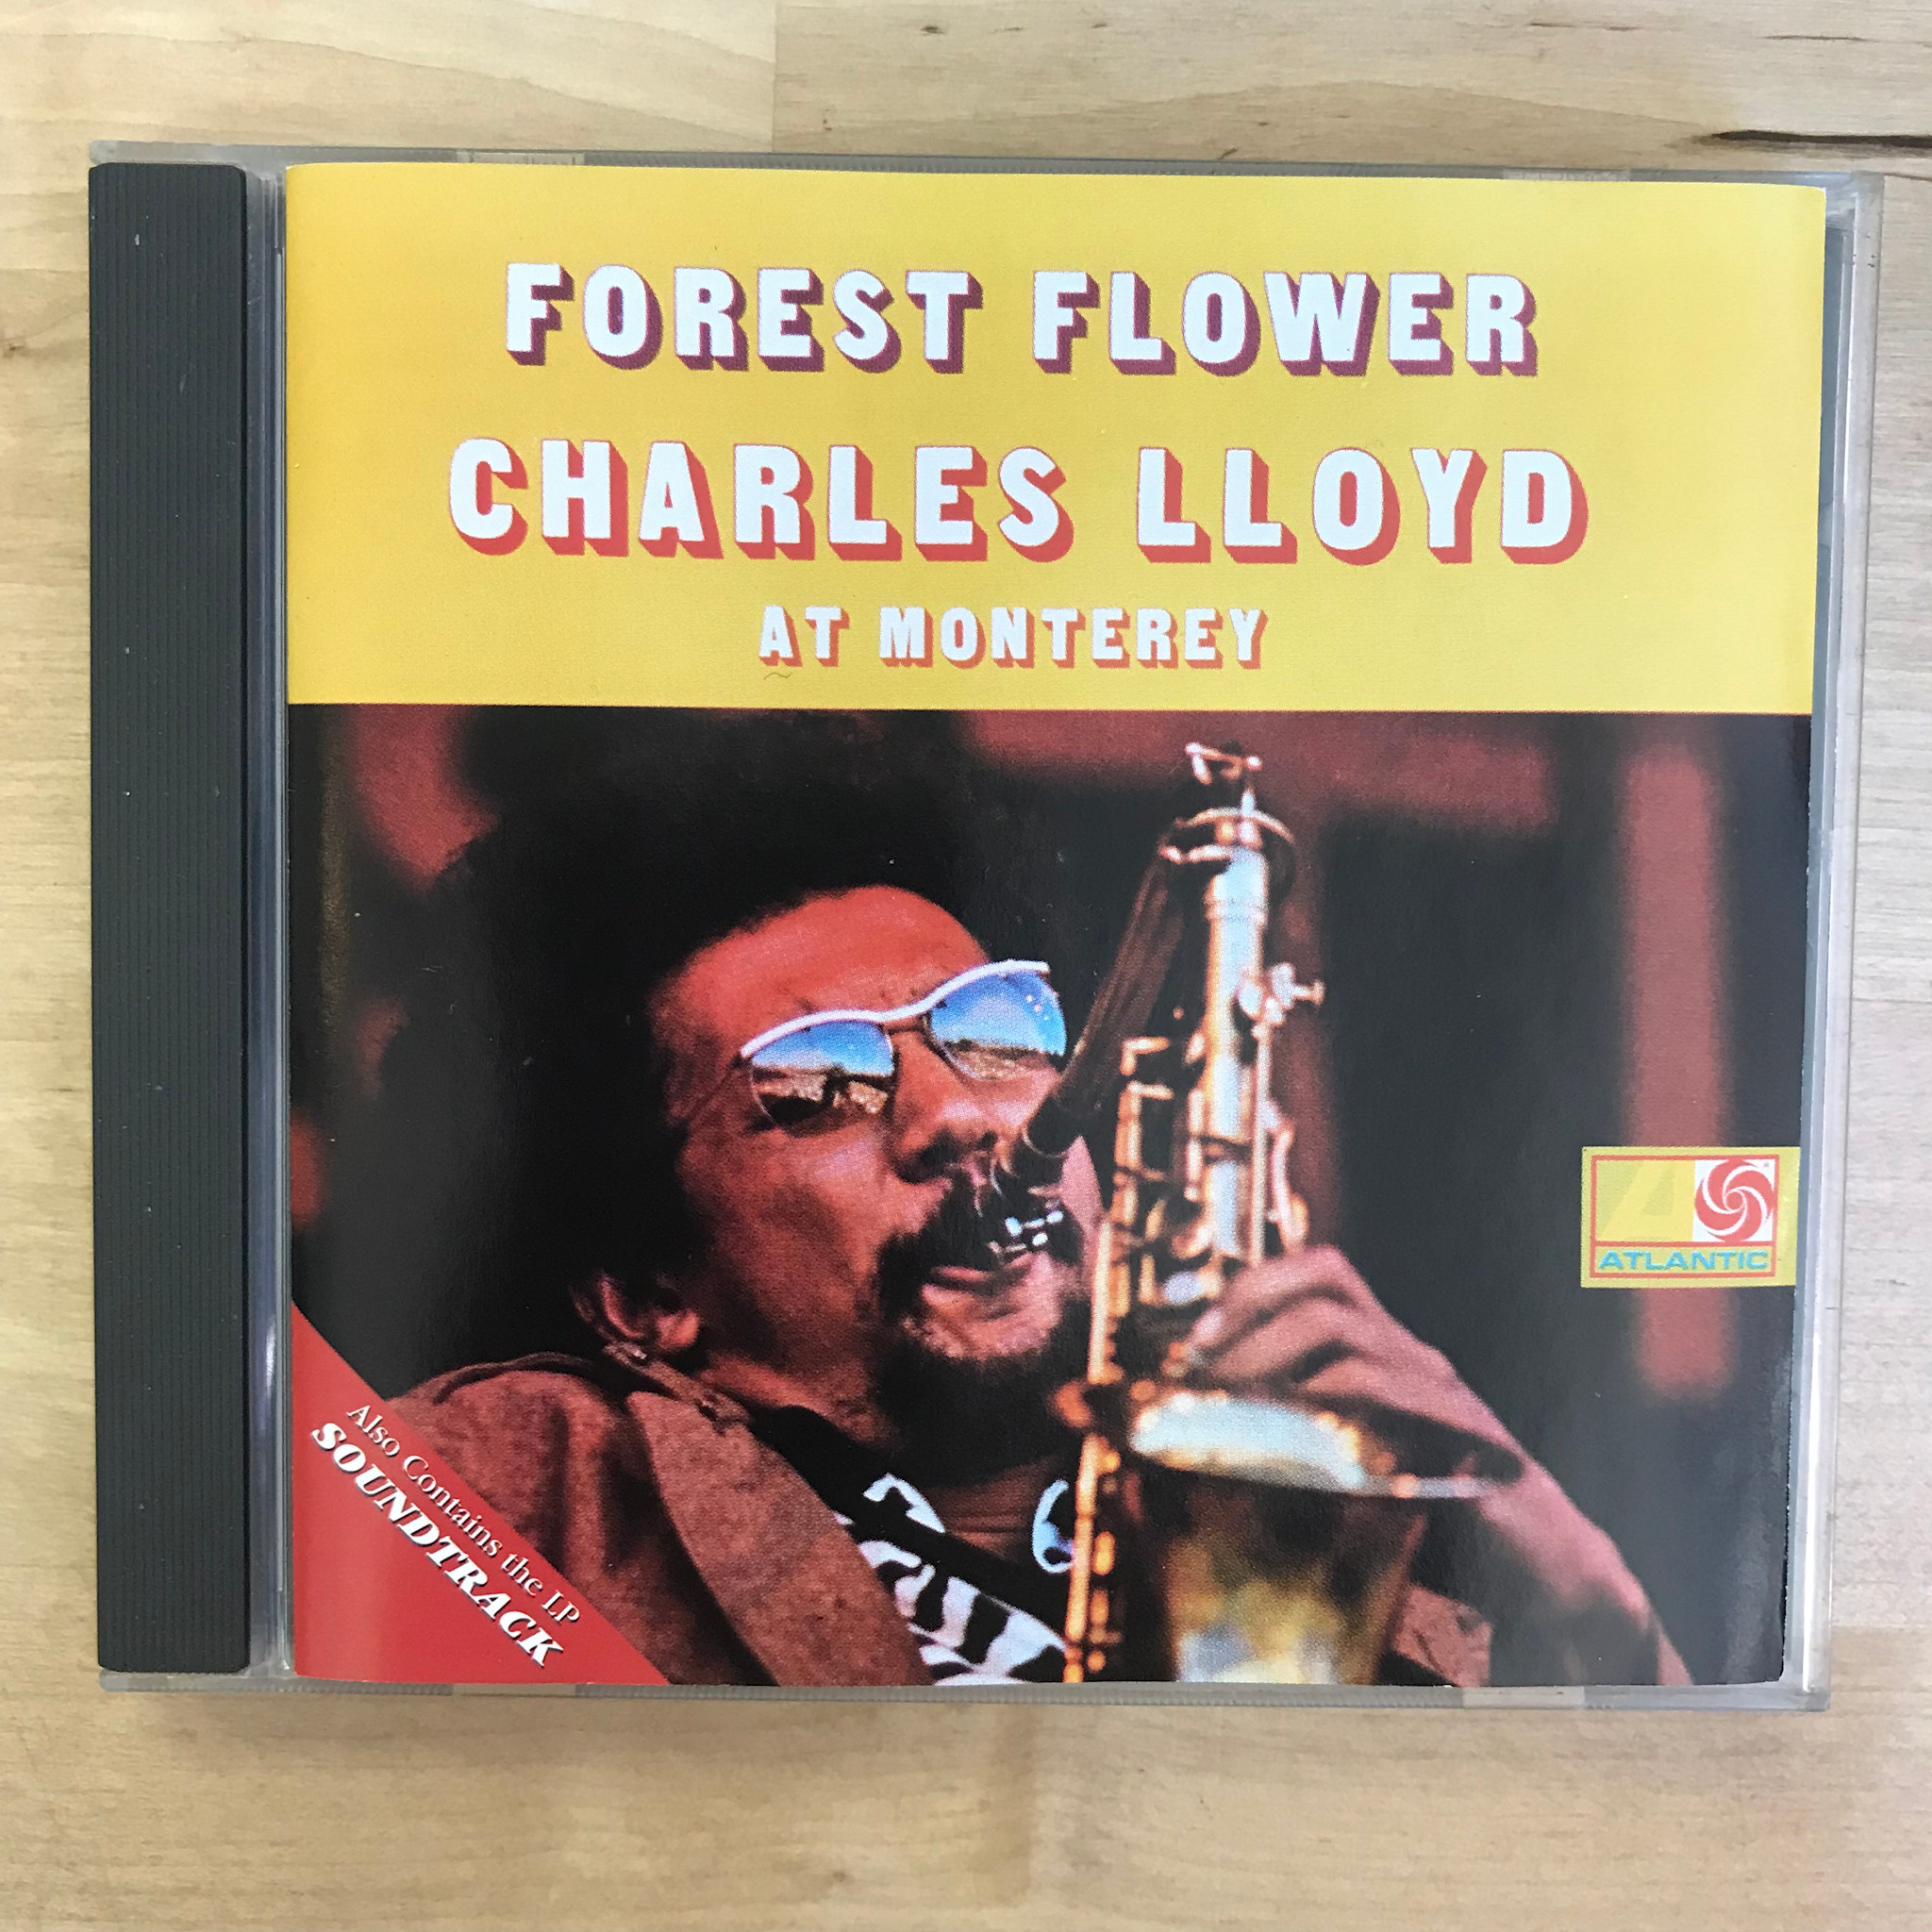 FOREST FLOWER
CHARLES LLOYD
AT MONTEREY
ATLANTIC
Also Contains the LP
SOUNDTRACK